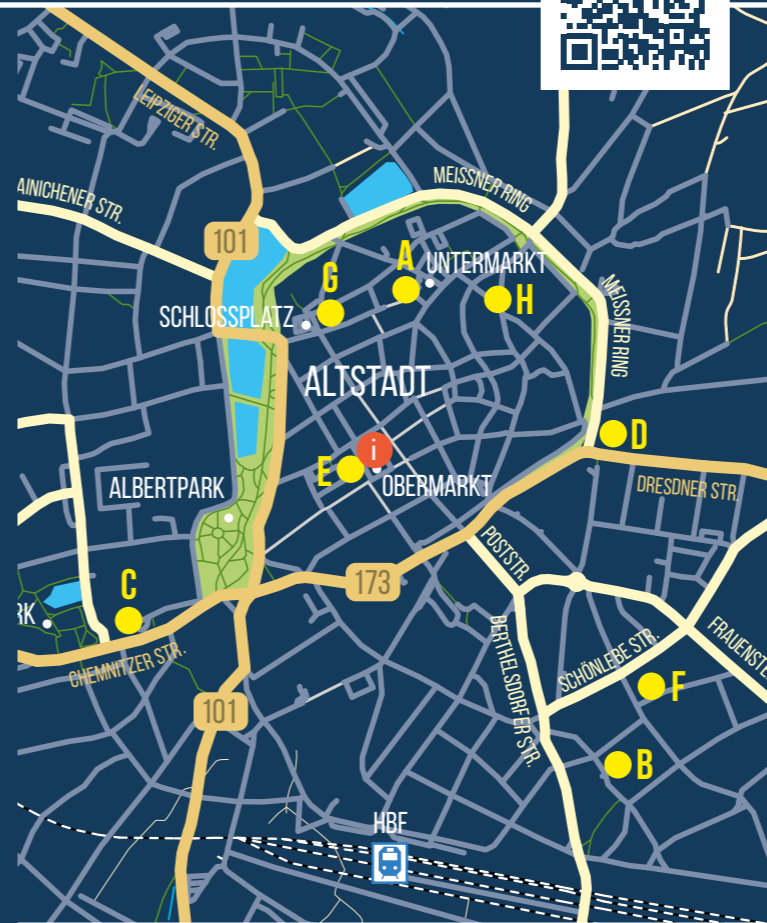 LEIPZIGER STR.
AINICHENER STR.
MEISSNER RING
101
A
UNTERMARKT
G
H
SCHLOSSPLATZ
MEISSNER RING
ALTSTADT
D
i
E
OBERMARKT
ALBERTPARK
DRESDNER STR.
POSTSTR.
173
C
RK
BERTHELSDORFER STR.
SCHÖNLEBE STR.
FRAUENSTE
CHEMNITZER STR.
F
101
B
HBF